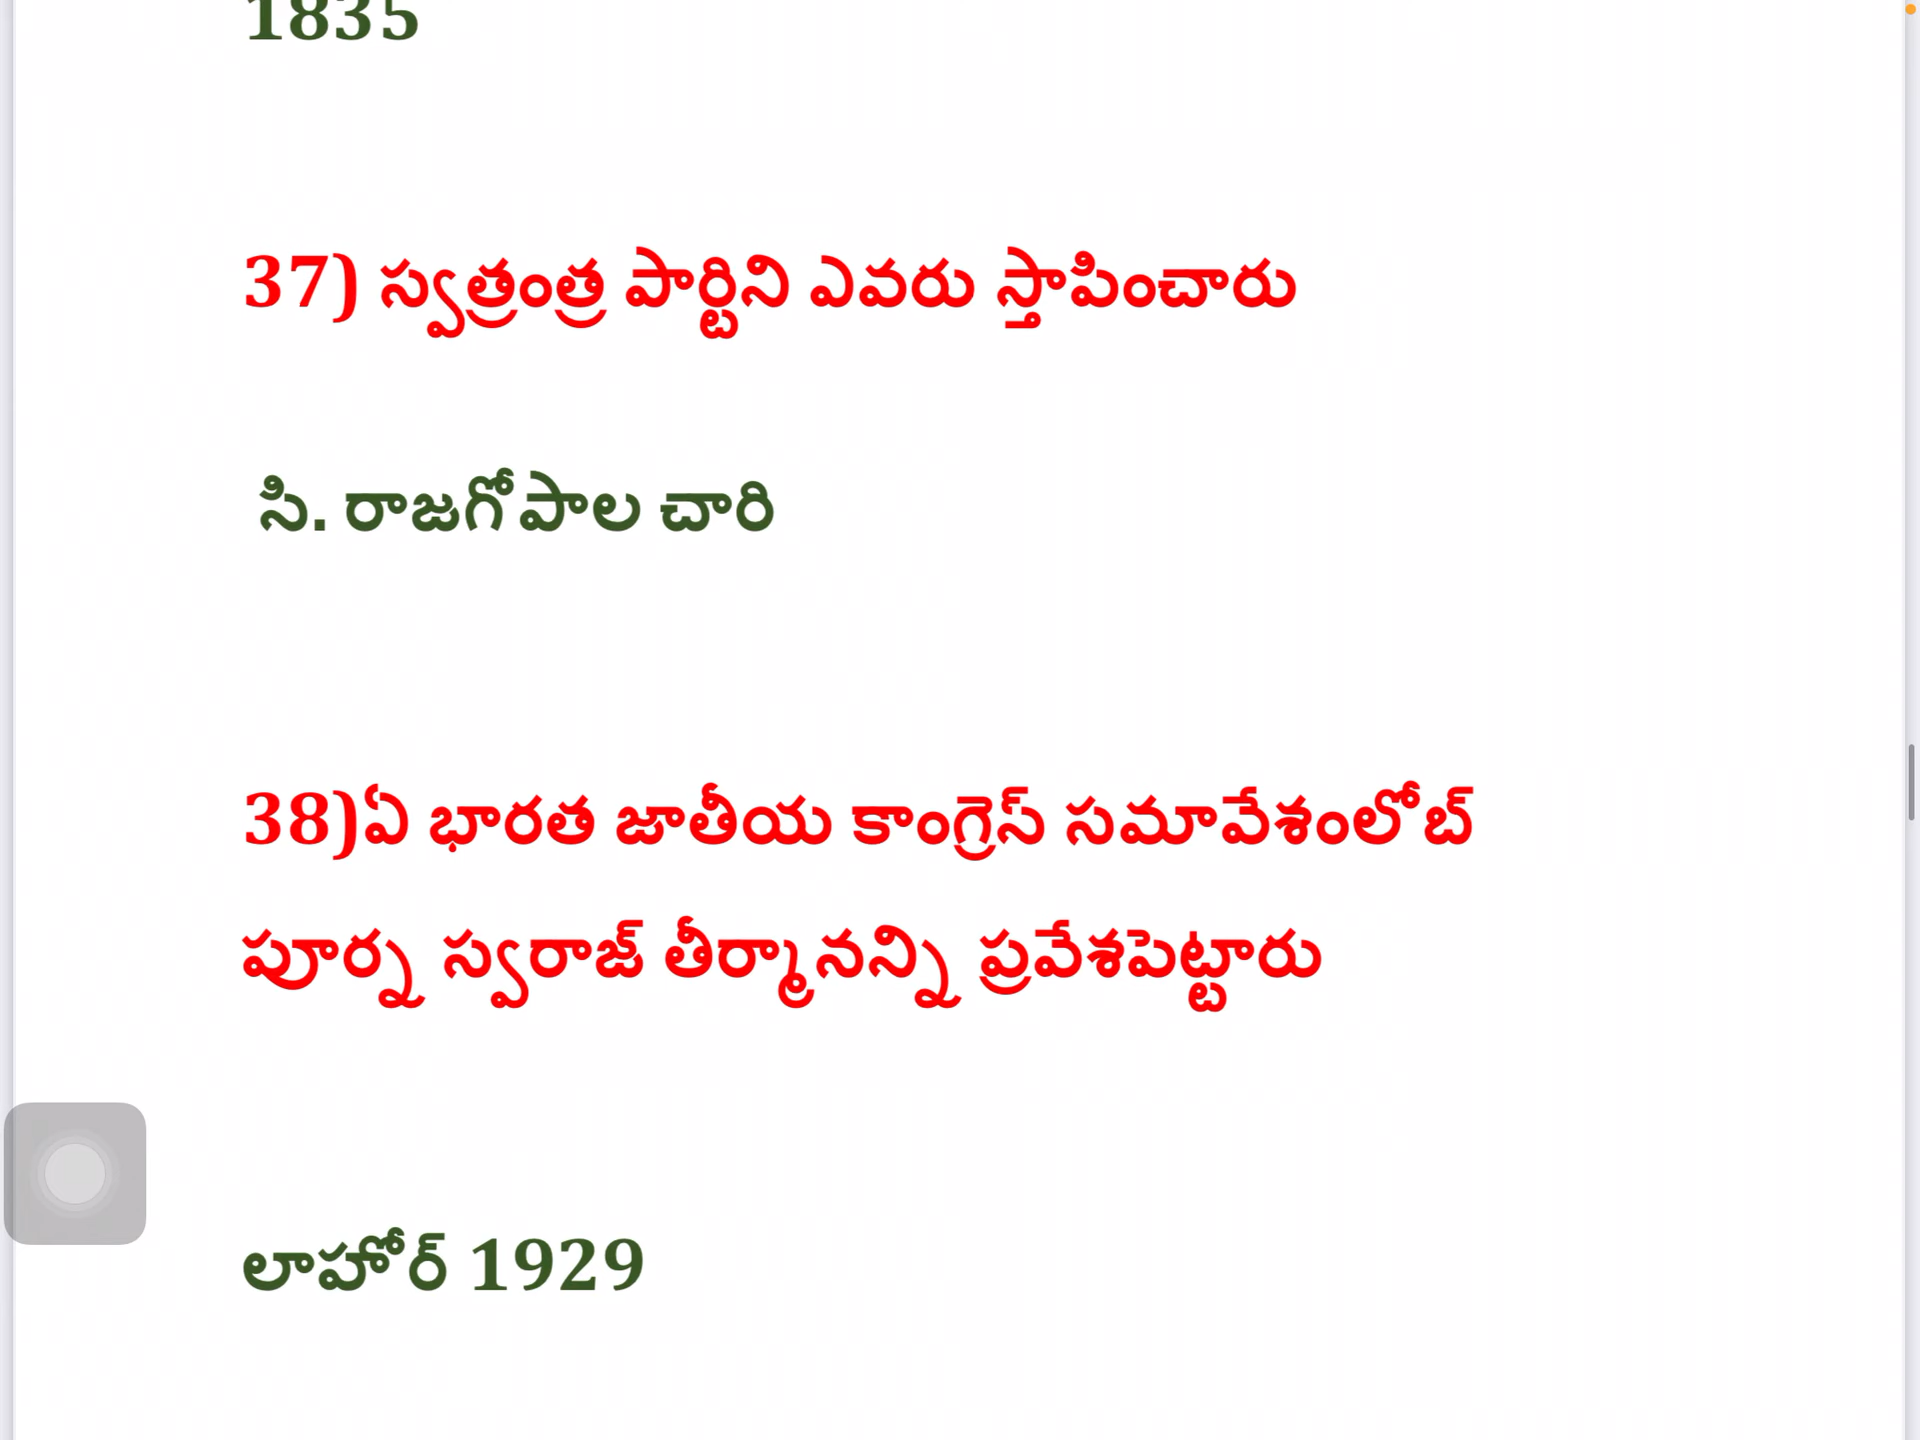 1835
37) స్వత్రంత్ర పార్టిని ఎవరు స్తాపించారు
సి. రాజగోపాల చారి
38)ఏ భారత జాతీయ కాంగ్రెస్ సమావేశంలోబ్
పూర్న స్వరాజ్ తీర్మానన్ని ప్రవేశపెట్టారు
లాహోర్ 1929